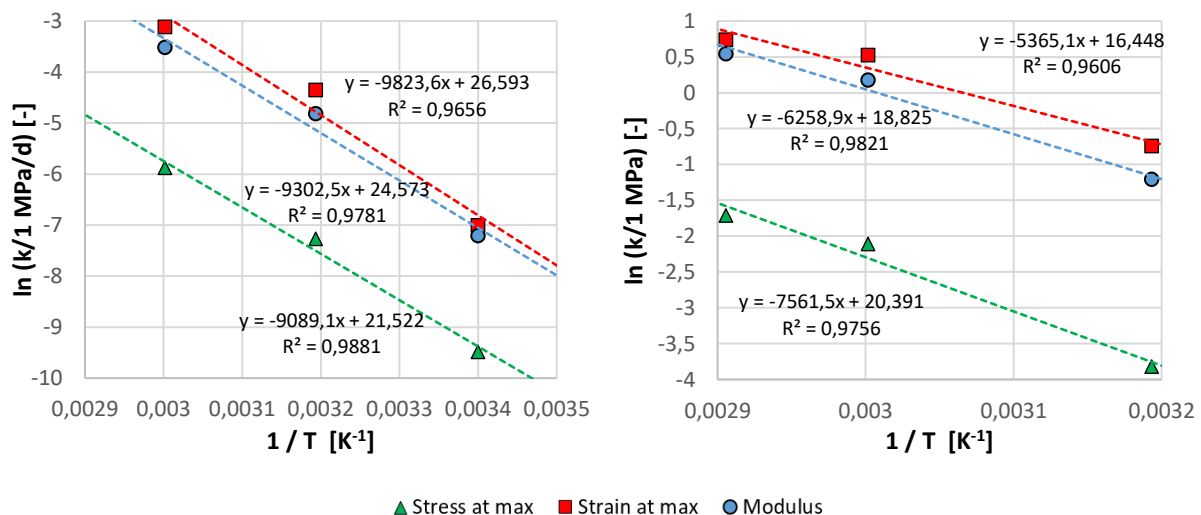 -3
-4
-5
-6
-7
-8
-9
-10
ln (k/1 MPa/d) [-]
y = -9823,6x + 26,593
R² = 0,9656
y = -9302,5x + 24,573
R² = 0,9781
y = -9089,1x + 21,522
R² = 0,9881
0,0029 0,003 0,0031 0,0032 0,0033 0,0034 0,0035
1 / T [K⁻¹]
1
0,5
0
-0,5
-1
-1,5
-2
-2,5
-3
-3,5
-4
ln (k/1 MPa) [-]
y = -5365,1x + 16,448
R² = 0,9606
y = -6258,9x + 18,825
R² = 0,9821
y = -7561,5x + 20,391
R² = 0,9756
0,0029 0,003 0,0031 0,0032
1 / T [K⁻¹]
Stress at max Strain at max Modulus